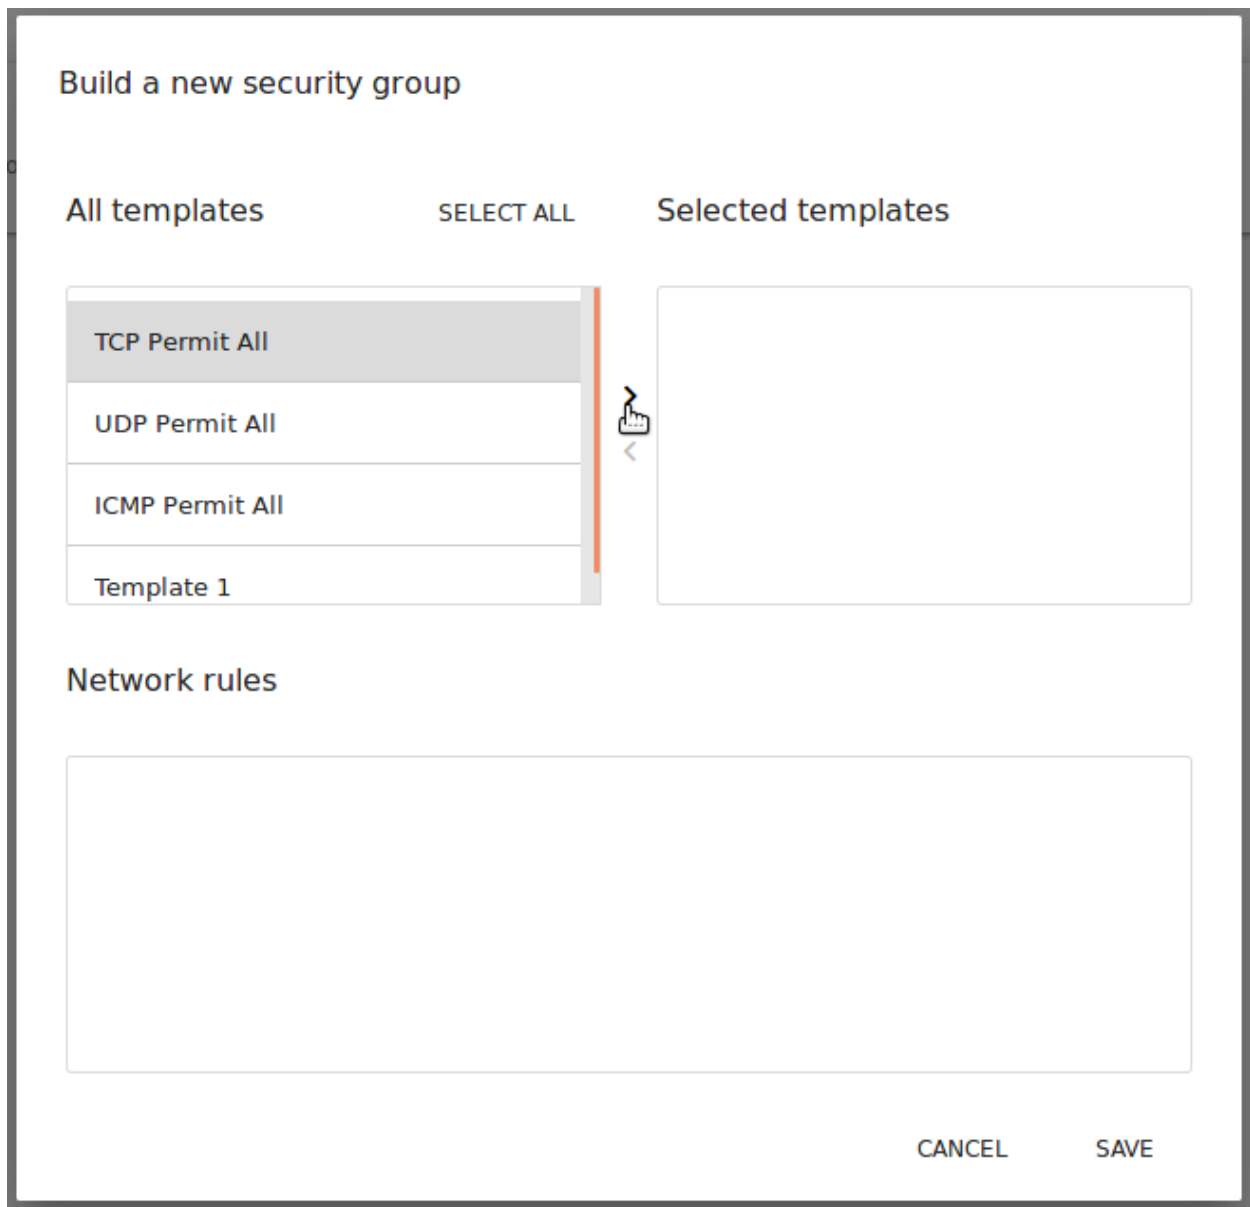 Build a new security group
All templates
SELECT ALL
Selected templates
TCP Permit All
UDP Permit All
ICMP Permit All
Template 1
Network rules
CANCEL
SAVE